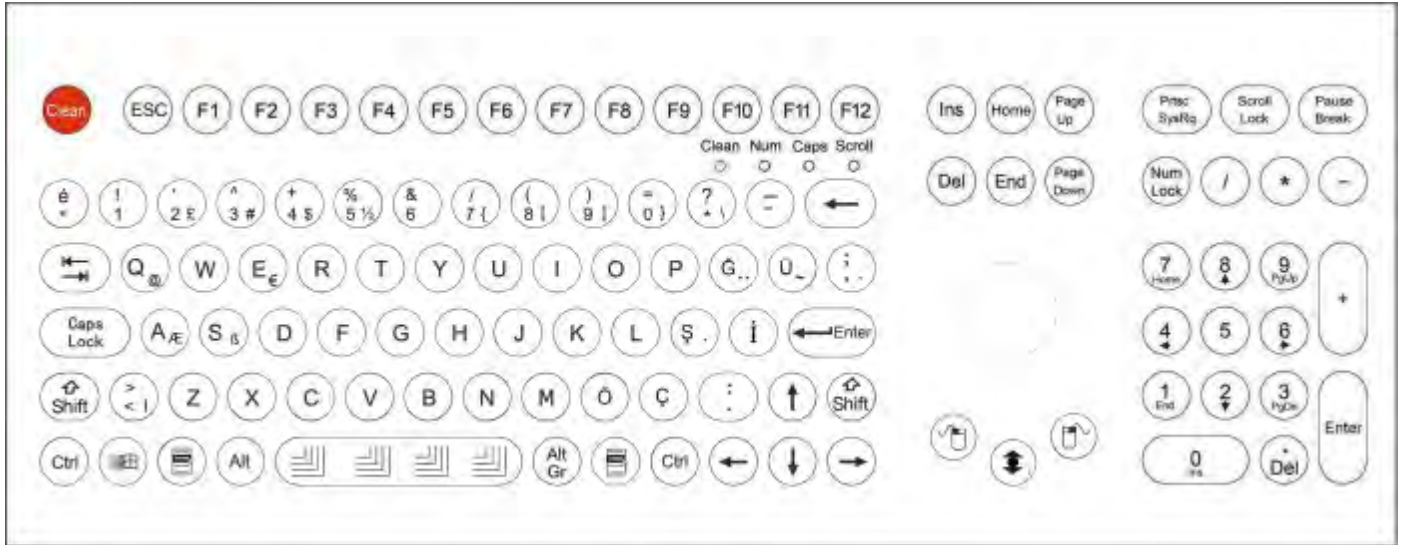 Clean ESC F1 F2 F3 F4 F5 F6 F7 F8 F9 F10 F11 F12 Ins Home Page Up Prtsc SysRq Scroll Lock Pause Break
Clean Num Caps Scroll
é ! 1 ' 2 £ ^ 3 # + 4 $ % 5 ½ & 6 / 7 { ( 8 [ ) 9 ] = 0 } ? * \ Del End Page Down Num Lock / * −
Q @ W E € R T Y U I O P Ğ Ü ~ ; , 7 Home 8 9 PgUp +
Caps Lock A Æ S ß D F G H J K L Ş İ Enter 4 5 6
Shift > < | Z X C V B N M Ö Ç : . Shift 1 End 2 3 PgDn Enter
Ctrl Alt Alt Gr Ctrl 0 Ins Del